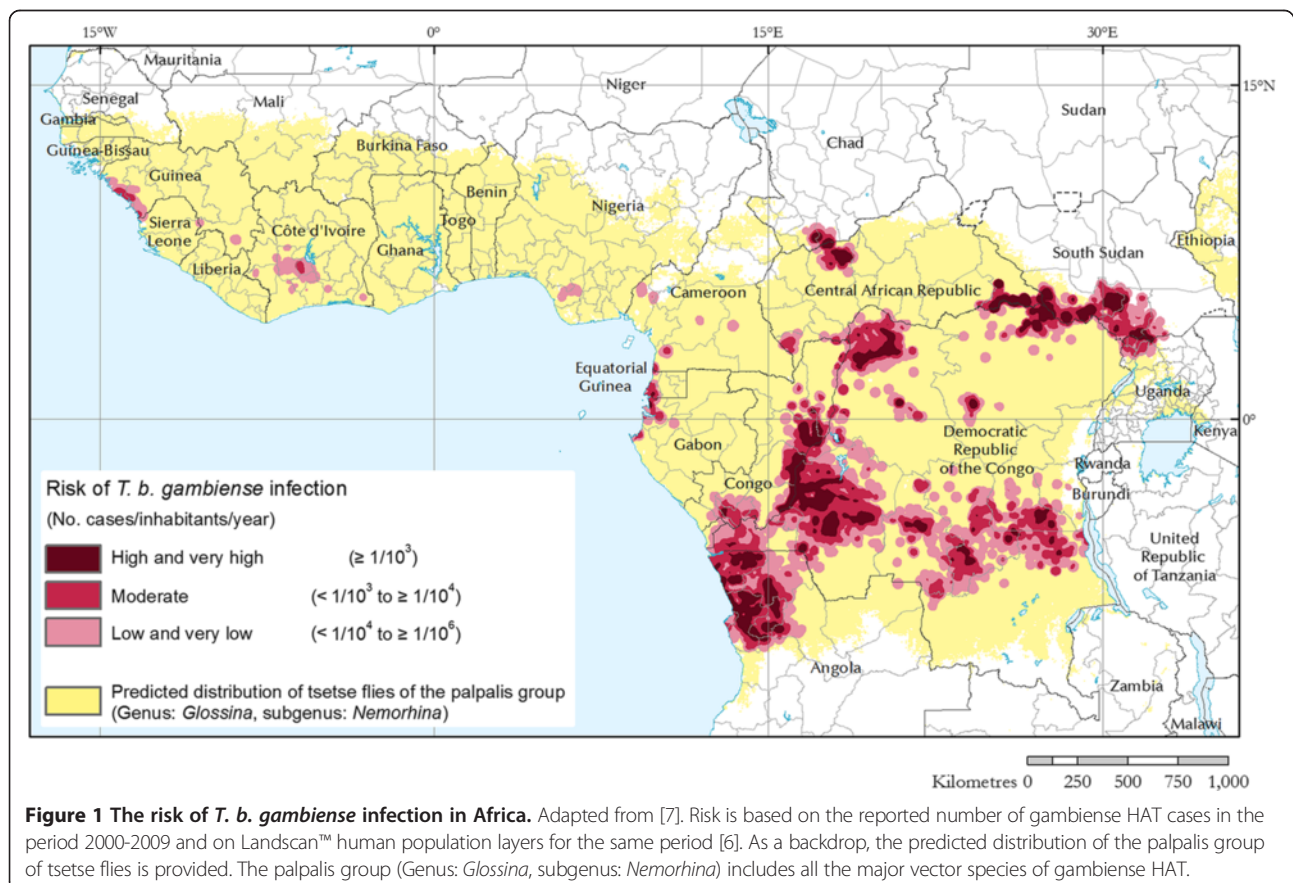 15°W 0° 15°E 30°E
Mauritania
Niger
15°N
Senegal
Mali
Sudan
Gambia
Chad
Burkina Faso
Guinea-Bissau
Guinea
Benin
Nigeria
Sierra
Leone
Côte d'Ivoire
Togo
Ghana
Ethiopia
South Sudan
Liberia
Cameroon
Central African Republic
Equatorial
Guinea
Uganda
0°
Gabon
Democratic
Republic
of the Congo
Kenya
Rwanda
Congo
Burundi
United
Republic
of Tanzania
Angola
Zambia
Malawi
Risk of T. b. gambiense infection
(No. cases/inhabitants/year)
High and very high (≥ 1/10³)
Moderate (< 1/10³ to ≥ 1/10⁴)
Low and very low (< 1/10⁴ to ≥ 1/10⁶)
Predicted distribution of tsetse flies of the palpalis group
(Genus: Glossina, subgenus: Nemorhina)
Kilometres 0 250 500 750 1,000
Figure 1 The risk of T. b. gambiense infection in Africa. Adapted from [7]. Risk is based on the reported number of gambiense HAT cases in the
period 2000-2009 and on Landscan™ human population layers for the same period [6]. As a backdrop, the predicted distribution of the palpalis group
of tsetse flies is provided. The palpalis group (Genus: Glossina, subgenus: Nemorhina) includes all the major vector species of gambiense HAT.